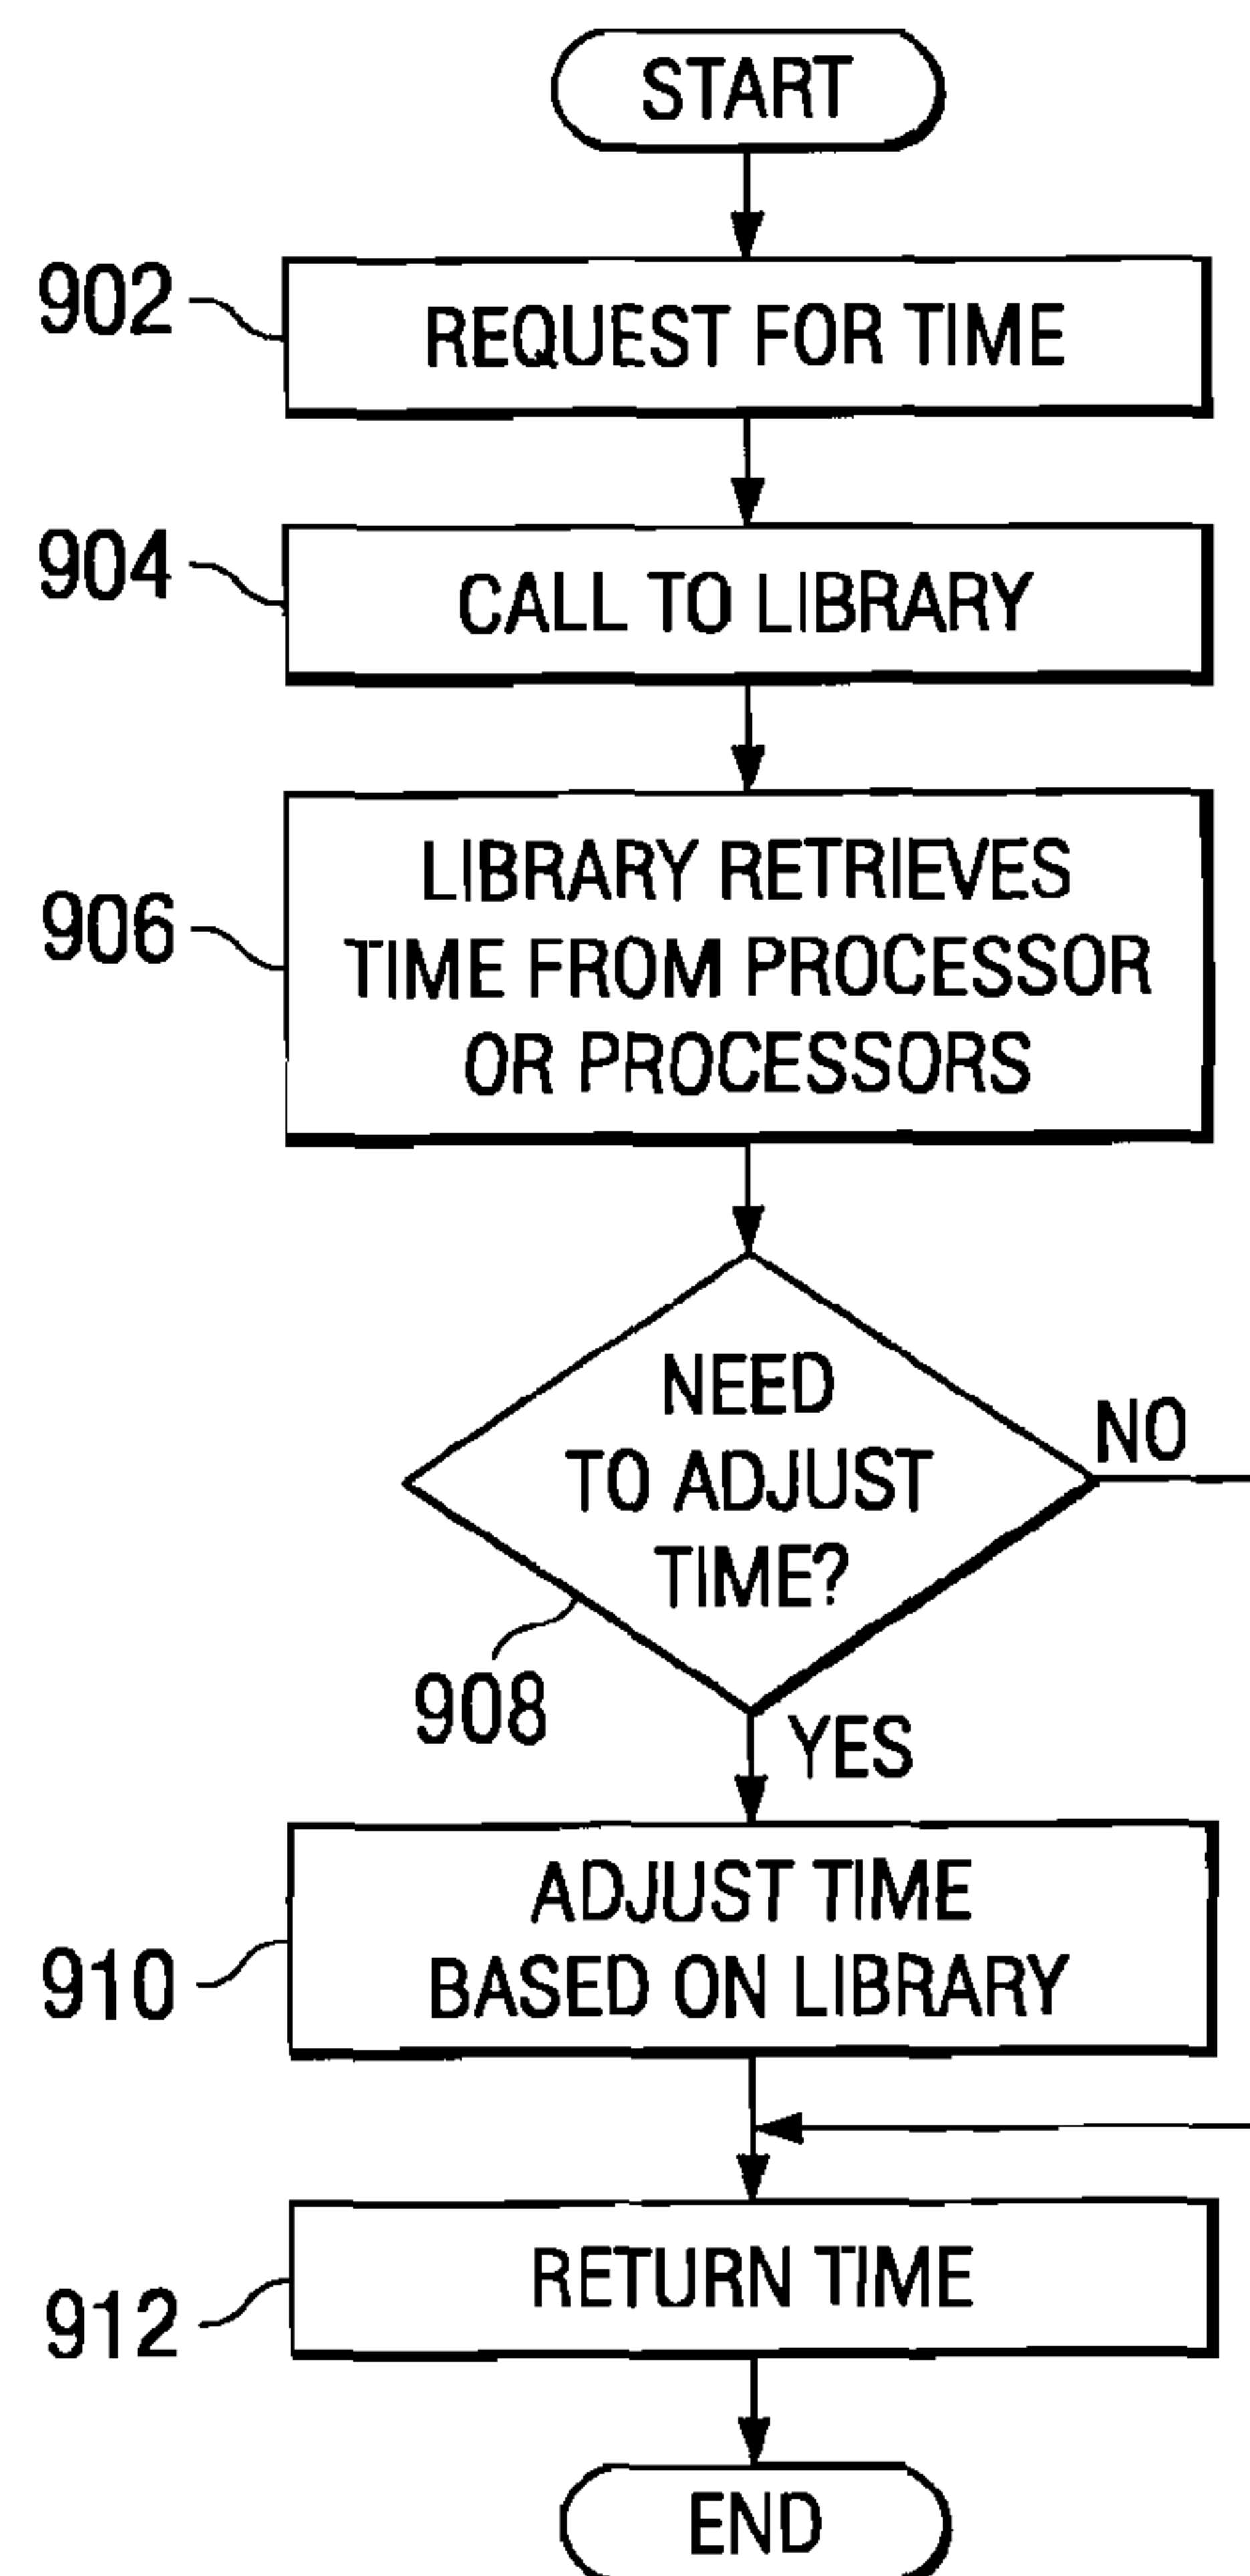 START
902
REQUEST FOR TIME
904
CALL TO LIBRARY
906
LIBRARY RETRIEVES
TIME FROM PROCESSOR
OR PROCESSORS
NEED
TO ADJUST
TIME?
NO
908
YES
910
ADJUST TIME
BASED ON LIBRARY
912
RETURN TIME
END